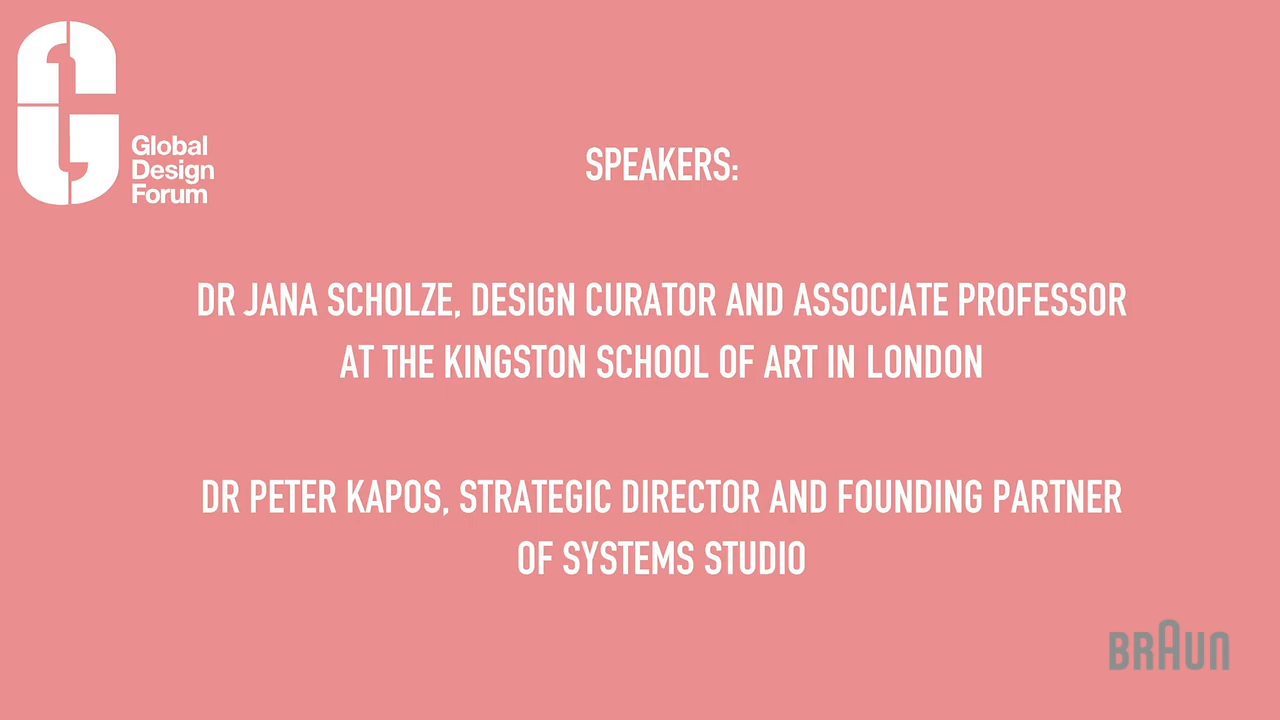 Global
Design
Forum
SPEAKERS:
DR JANA SCHOLZE, DESIGN CURATOR AND ASSOCIATE PROFESSOR
AT THE KINGSTON SCHOOL OF ART IN LONDON
DR PETER KAPOS, STRATEGIC DIRECTOR AND FOUNDING PARTNER
OF SYSTEMS STUDIO
BRAUN